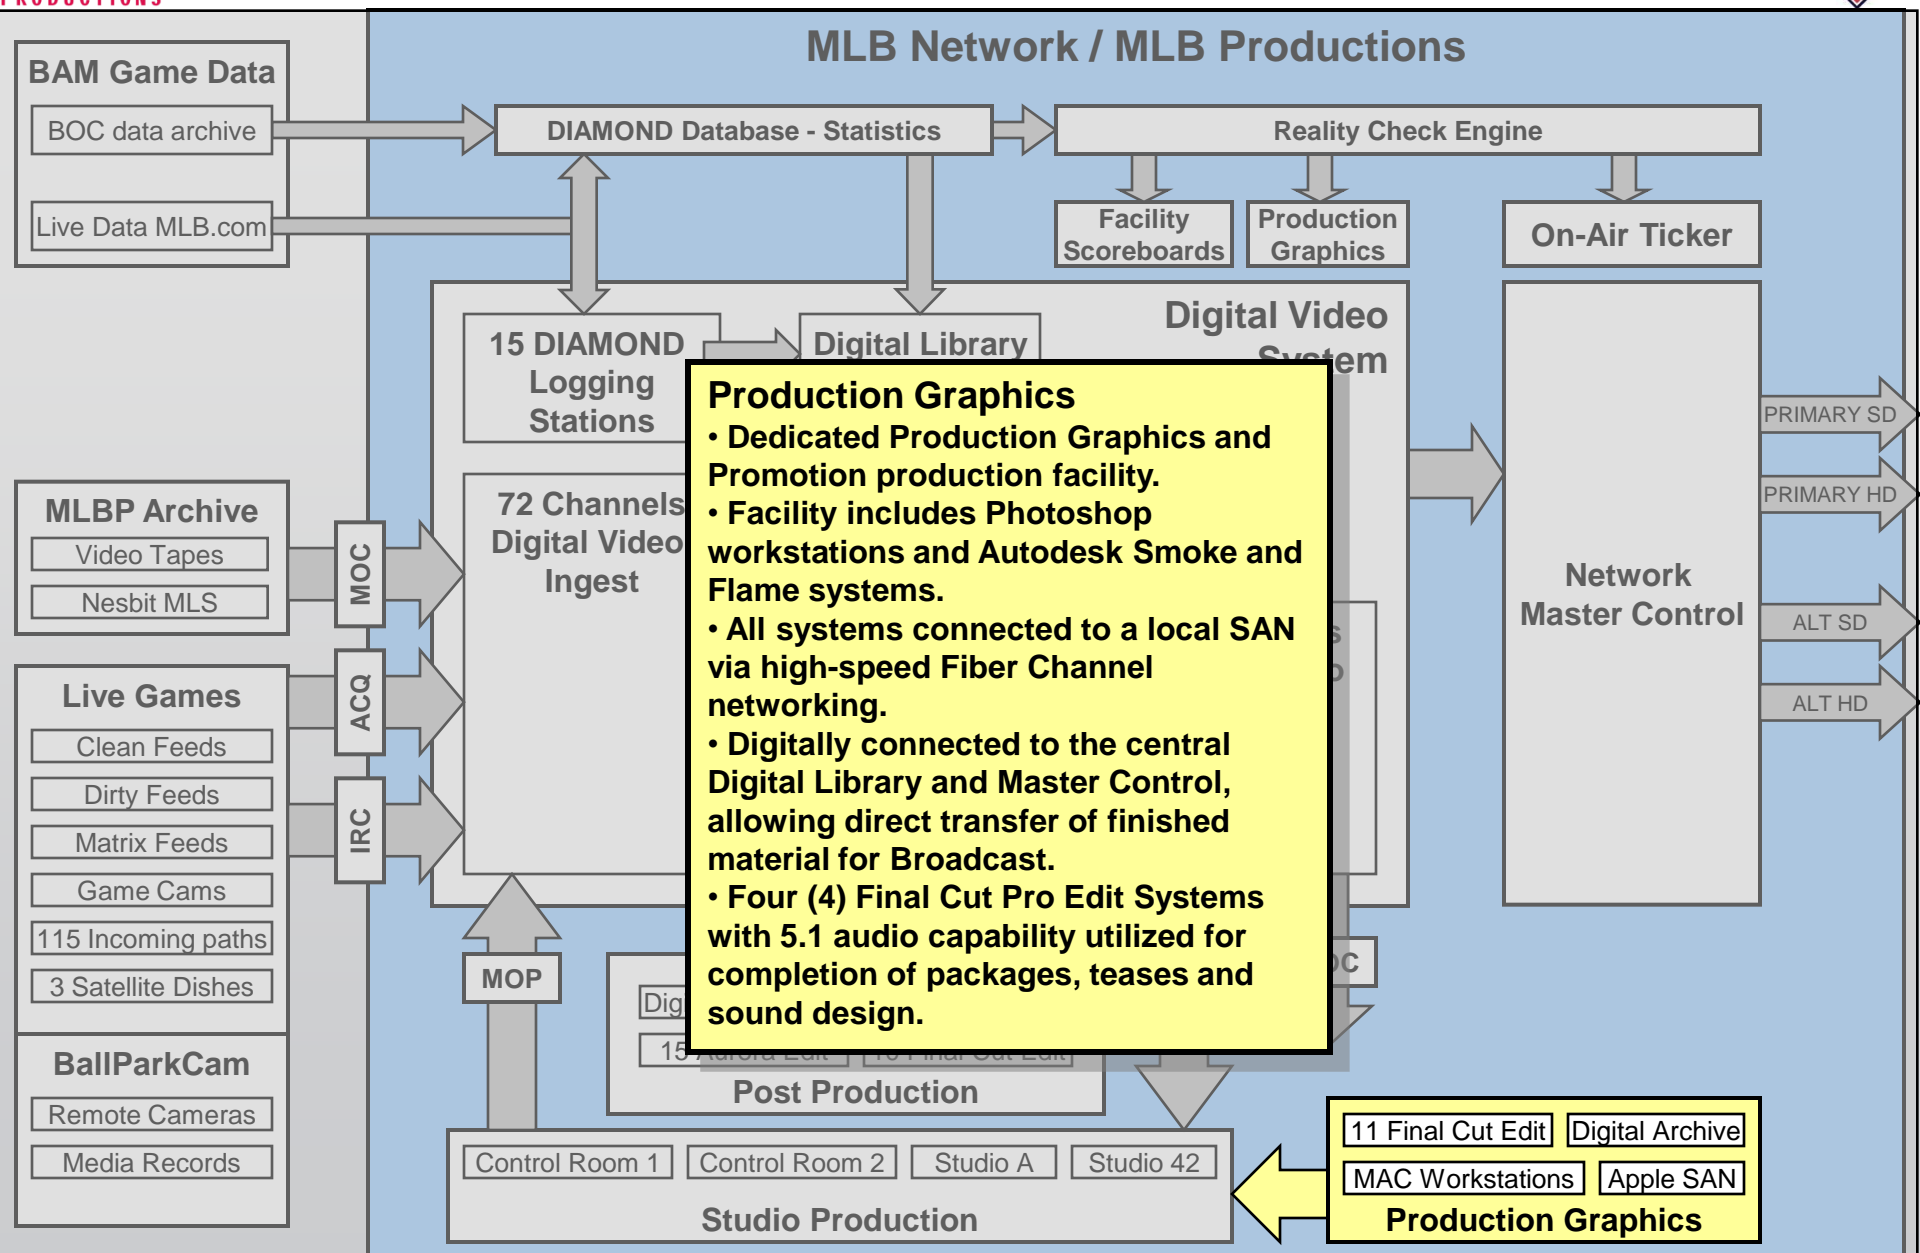 PRODUCTIONS
MLB Network / MLB Productions
BAM Game Data
BOC data archive
Live Data MLB.com
DIAMOND Database - Statistics
Reality Check Engine
Facility
Scoreboards
Production
Graphics
On-Air Ticker
Digital Video
System
15 DIAMOND
Logging
Stations
Digital Library
72 Channels
Digital Video
Ingest
Production Graphics
• Dedicated Production Graphics and
Promotion production facility.
• Facility includes Photoshop
workstations and Autodesk Smoke and
Flame systems.
• All systems connected to a local SAN
via high-speed Fiber Channel
networking.
• Digitally connected to the central
Digital Library and Master Control,
allowing direct transfer of finished
material for Broadcast.
• Four (4) Final Cut Pro Edit Systems
with 5.1 audio capability utilized for
completion of packages, teases and
sound design.
Network
Master Control
PRIMARY SD
PRIMARY HD
ALT SD
ALT HD
MLBP Archive
Video Tapes
Nesbit MLS
MOC
ACQ
IRC
Live Games
Clean Feeds
Dirty Feeds
Matrix Feeds
Game Cams
115 Incoming paths
3 Satellite Dishes
BallParkCam
Remote Cameras
Media Records
MOP
15 Aurora Edit
Final Cut Edit
Post Production
Control Room 1
Control Room 2
Studio A
Studio 42
Studio Production
11 Final Cut Edit
Digital Archive
MAC Workstations
Apple SAN
Production Graphics